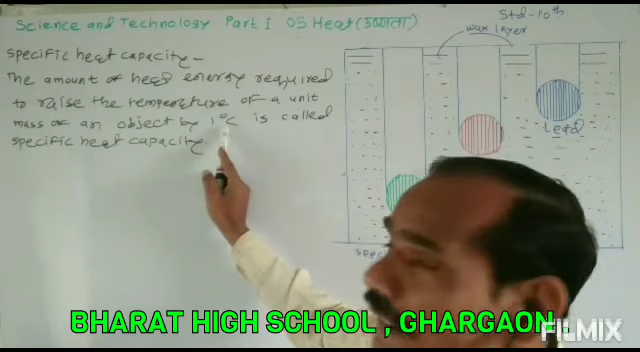 Science and Technology Part I 05 Heat (उष्णता)
Std-10th
wax layer
specific heat capacity -
The amount of heat energy required
to raise the temperature of a unit
mass of an object by 1°C is called
specific heat capacity.
Lead
BHARAT HIGH SCHOOL , GHARGAON .
FILMIX